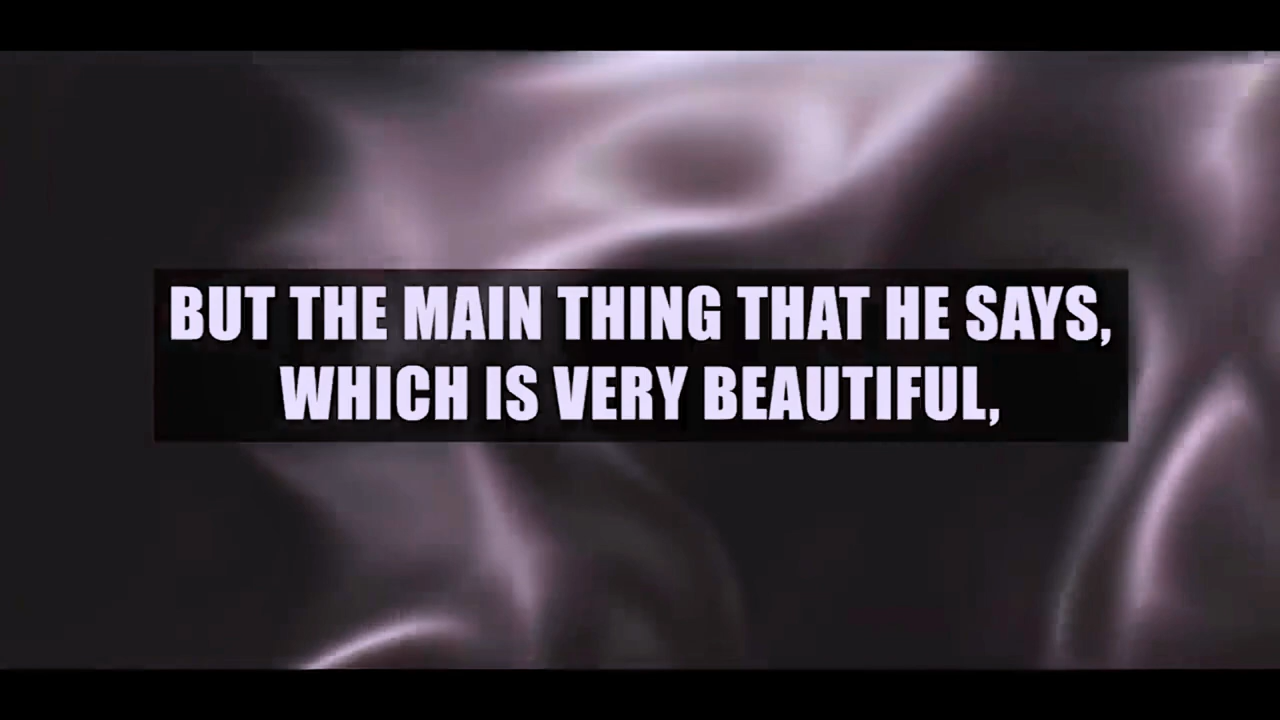 BUT THE MAIN THING THAT HE SAYS,
WHICH IS VERY BEAUTIFUL,